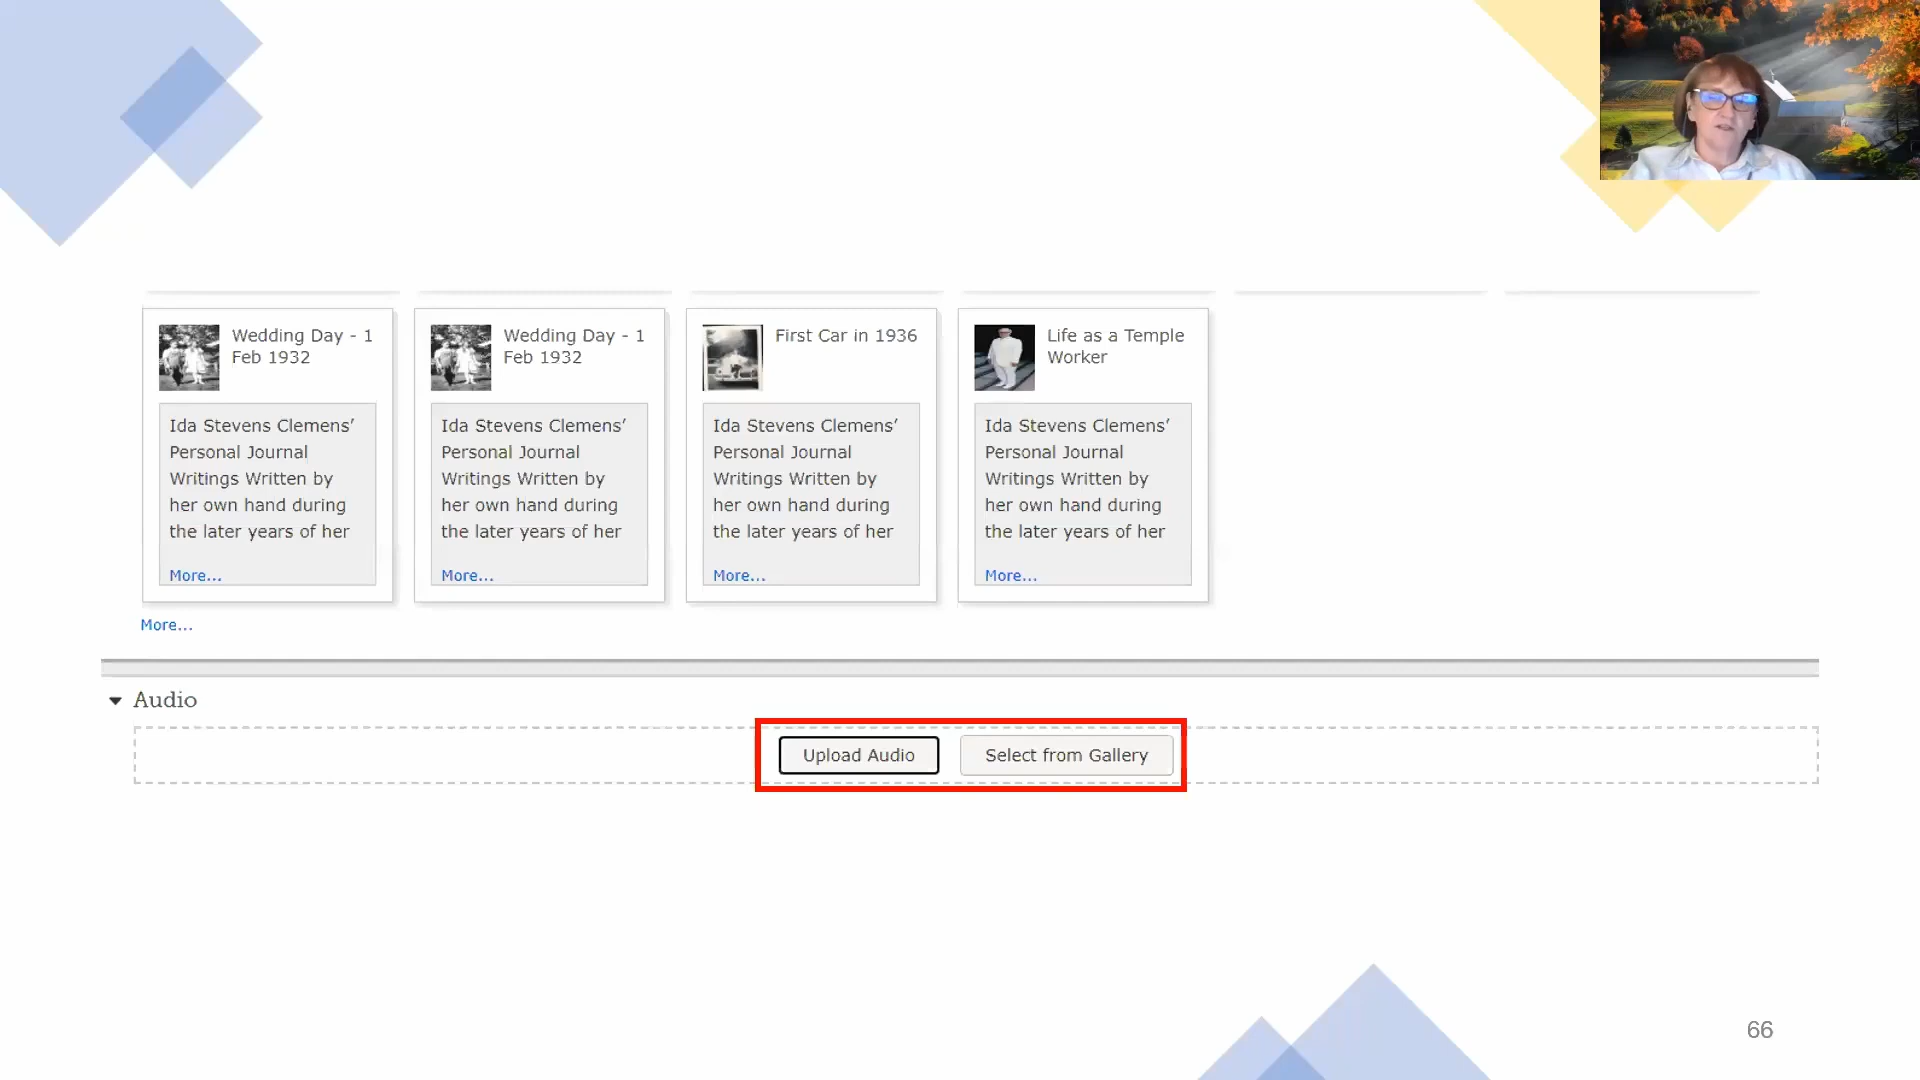 Wedding Day - 1
Feb 1932
Ida Stevens Clemens’
Personal Journal
Writings Written by
her own hand during
the later years of her
More...
Wedding Day - 1
Feb 1932
Ida Stevens Clemens’
Personal Journal
Writings Written by
her own hand during
the later years of her
More...
First Car in 1936
Ida Stevens Clemens’
Personal Journal
Writings Written by
her own hand during
the later years of her
More...
Life as a Temple
Worker
Ida Stevens Clemens’
Personal Journal
Writings Written by
her own hand during
the later years of her
More...
More...
Audio
Upload Audio
Select from Gallery
66